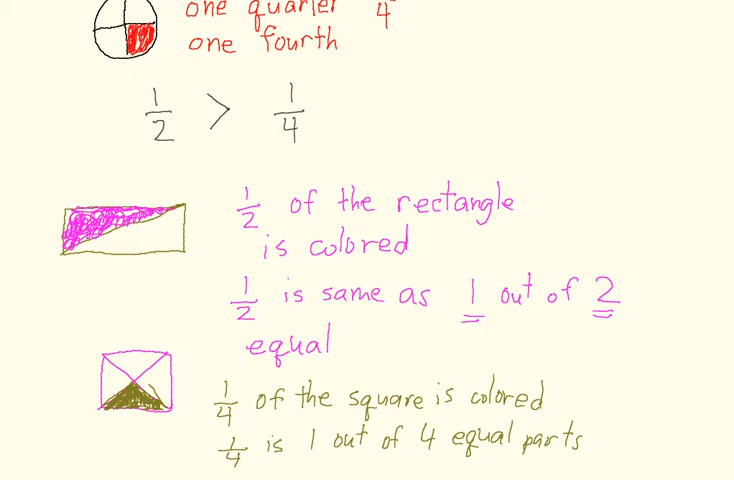 one quarter 1/4
one fourth
1/2 > 1/4
1/2 of the rectangle
is colored
1/2 is same as 1 out of 2
equal
1/4 of the square is colored
1/4 is 1 out of 4 equal parts